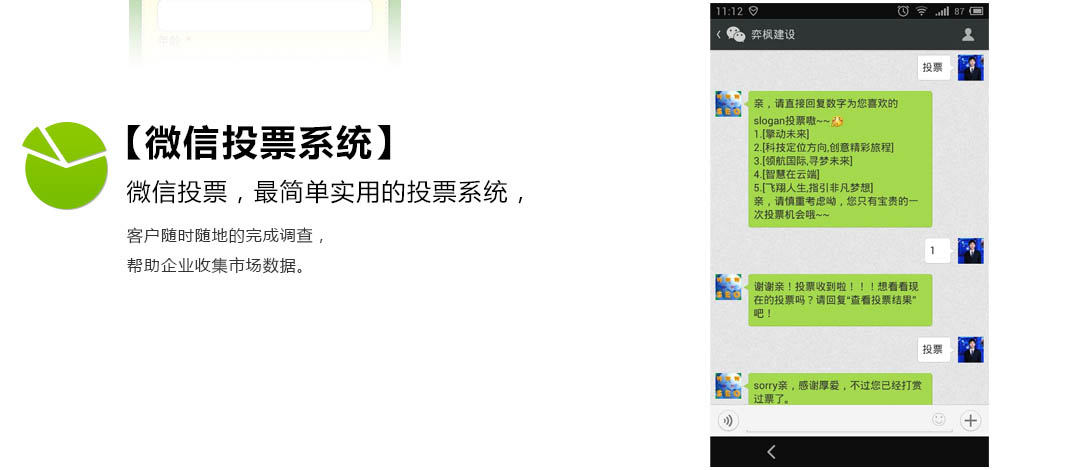 年龄 *
【微信投票系统】
微信投票，最简单实用的投票系统，
客户随时随地的完成调查，
帮助企业收集市场数据。
11:12
87
弈枫建设
投票
亲，请直接回复数字为您喜欢的
slogan投票嗷~~
1.[擎动未来]
2.[科技定位方向,创意精彩旅程]
3.[领航国际,寻梦未来]
4.[智慧在云端]
5.[飞翔人生,指引非凡梦想]
亲，请慎重考虑呦，您只有宝贵的一
次投票机会哦~~
1
谢谢亲！投票收到啦！！！想看看现
在的投票吗？请回复“查看投票结果”
吧！
投票
sorry亲，感谢厚爱，不过您已经打赏
过票了。